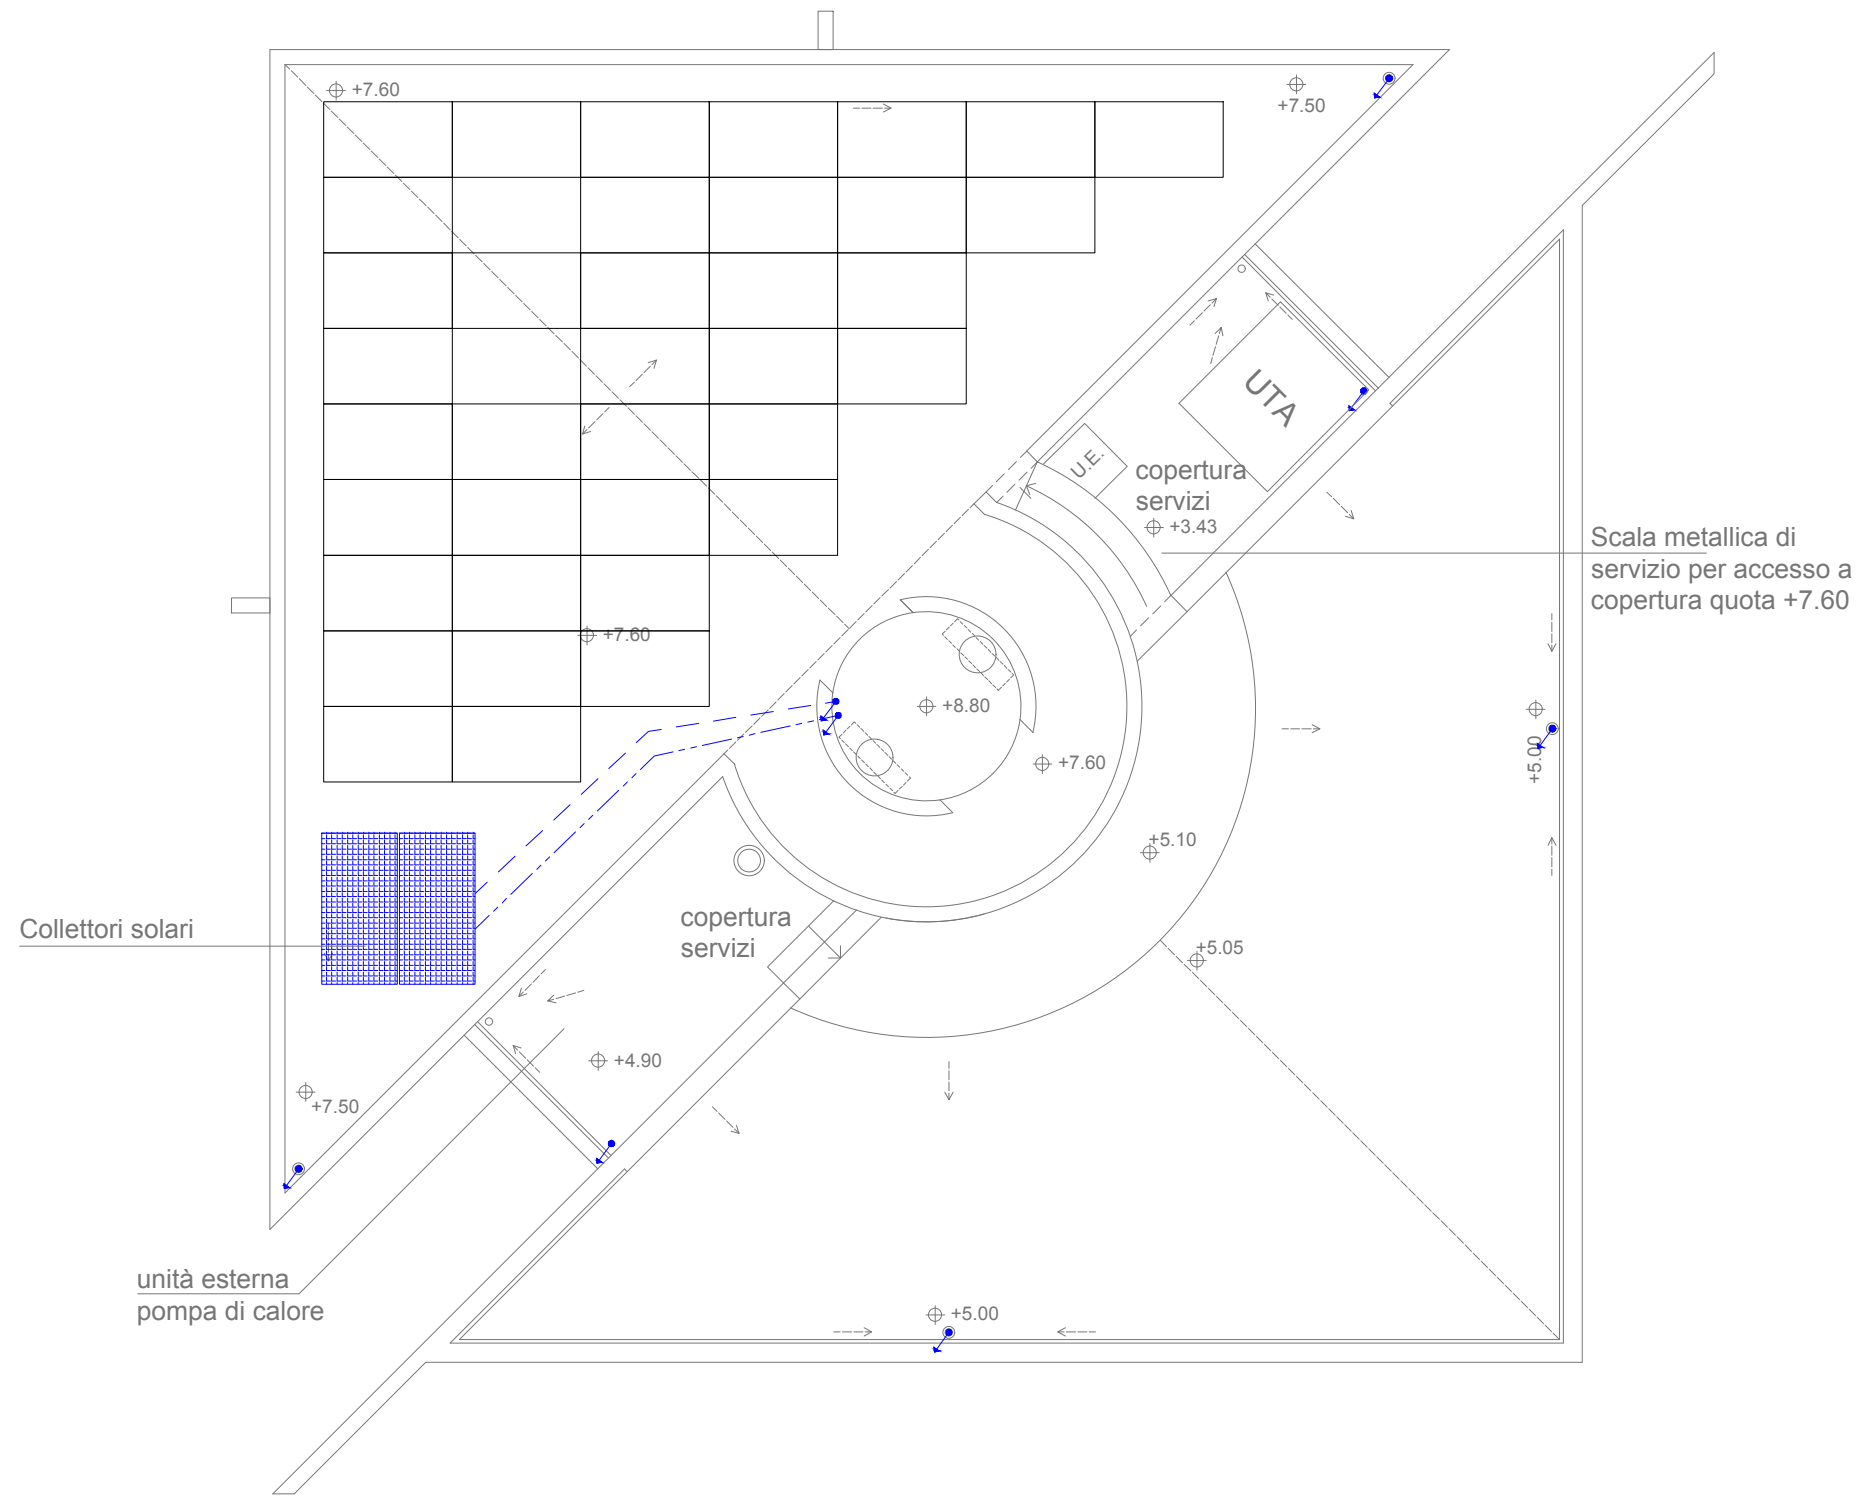 +7.60
+7.50
UTA
U.E.
copertura
servizi
+3.43
Scala metallica di
servizio per accesso a
copertura quota +7.60
+7.60
+8.80
+7.60
+5.00
+5.10
copertura
servizi
+5.05
Collettori solari
+4.90
+7.50
unità esterna
pompa di calore
+5.00